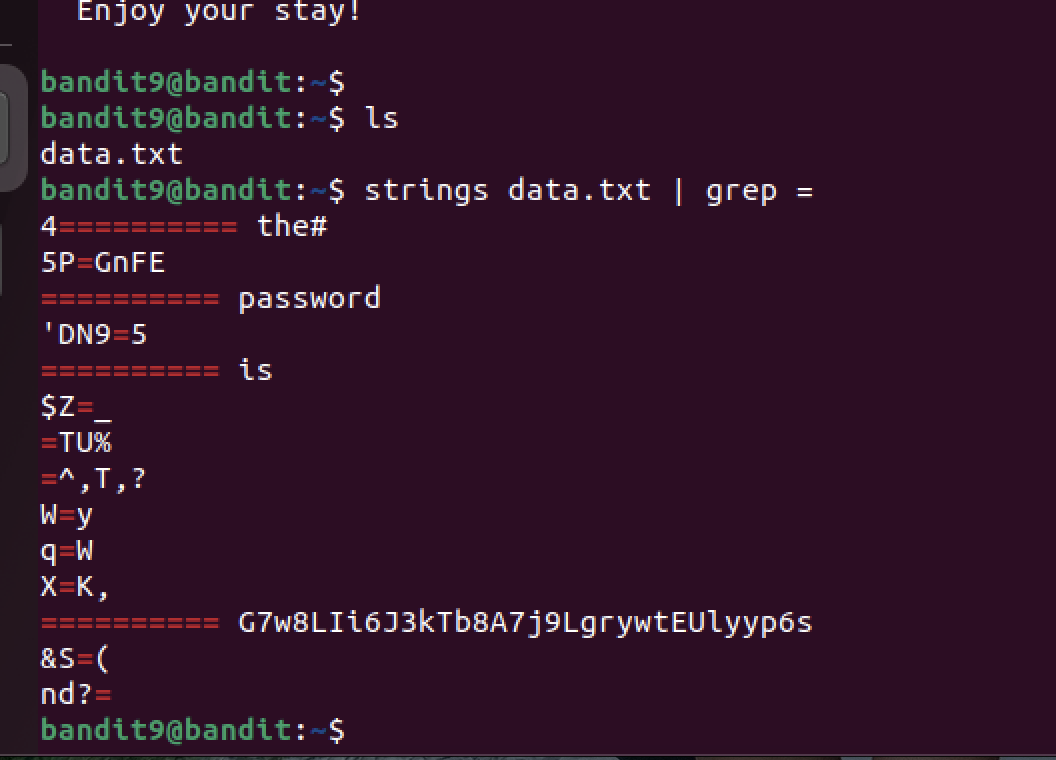 Enjoy your stay!
bandit9@bandit:~$
bandit9@bandit:~$ ls
data.txt
bandit9@bandit:~$ strings data.txt | grep =
4========== the#
5P=GnFE
========== password
'DN9=5
========== is
$Z=_
=TU%
=^,T,?
W=y
q=W
X=K,
========== G7w8LIi6J3kTb8A7j9LgrywtEUlyyp6s
&S=(
nd?=
bandit9@bandit:~$